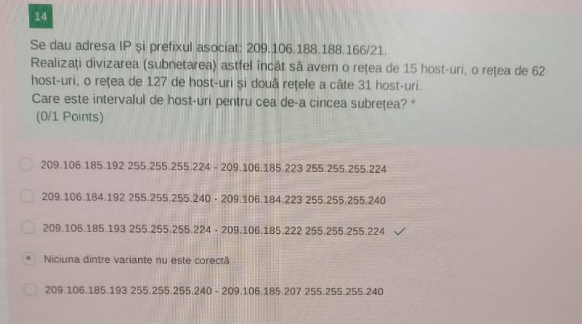 14
Se dau adresa IP și prefixul asociat: 209.106.188.188.166/21.
Realizați divizarea (subnetarea) astfel încât să avem o rețea de 15 host-uri, o rețea de 62
host-uri, o rețea de 127 de host-uri și două rețele a câte 31 host-uri.
Care este intervalul de host-uri pentru cea de-a cincea subrețea? *
(0/1 Points)
209.106.185.192 255.255.255.224 - 209.106.185.223 255.255.255.224
209.106.184.192 255.255.255.240 - 209.106.184.223 255.255.255.240
209.106.185.193 255.255.255.224 - 209.106.185.222 255.255.255.224
Niciuna dintre variante nu este corectă
209.106.185.193 255.255.255.240 - 209.106.185.207 255.255.255.240